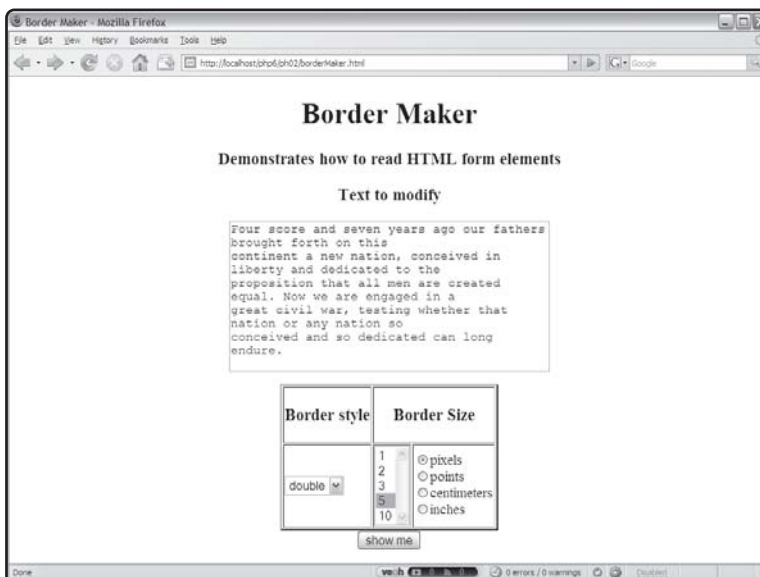 Border Maker - Mozilla Firefox
File Edit View History Bookmarks Tools Help
http://localhost/php6/ph02/borderMaker.html
Google
Border Maker
Demonstrates how to read HTML form elements
Text to modify
Four score and seven years ago our fathers
brought forth on this
continent a new nation, conceived in
liberty and dedicated to the
proposition that all men are created
equal. Now we are engaged in a
great civil war, testing whether that
nation or any nation so
conceived and so dedicated can long
endure.
Border style Border Size
double
1
2
3
5
10
pixels
points
centimeters
inches
show me
Done
0 errors / 0 warnings
Disabled